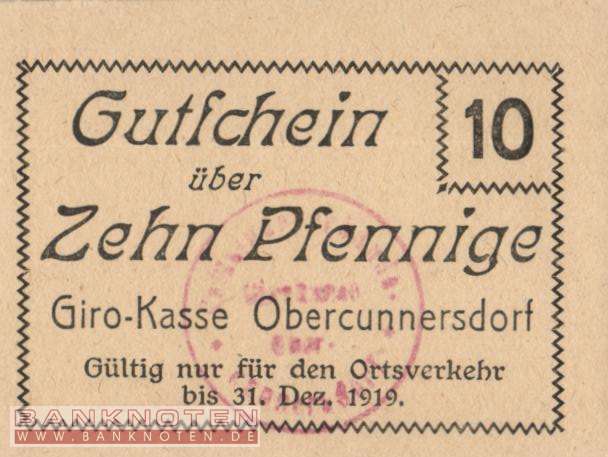 Gutschein
10
über
Zehn Pfennige
Giro-Kasse Obercunnersdorf
Gültig nur für den Ortsverkehr
bis 31. Dez. 1919.
BANKNOTEN
WWW.BANKNOTEN.DE